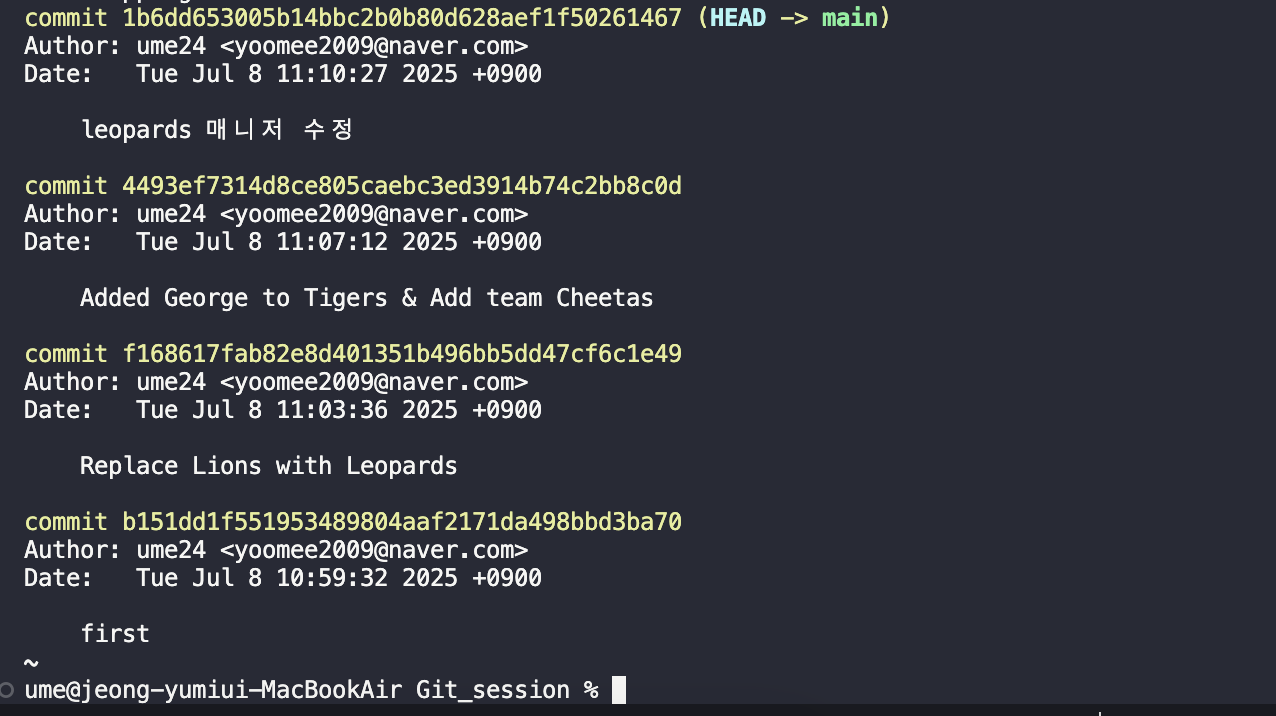 commit 1b6dd653005b14bbc2b0b80d628aef1f50261467 (HEAD -> main)
Author: ume24 <yoomee2009@naver.com>
Date:   Tue Jul 8 11:10:27 2025 +0900
leopards 매니저 수정
commit 4493ef7314d8ce805caebc3ed3914b74c2bb8c0d
Author: ume24 <yoomee2009@naver.com>
Date:   Tue Jul 8 11:07:12 2025 +0900
Added George to Tigers & Add team Cheetas
commit f168617fab82e8d401351b496bb5dd47cf6c1e49
Author: ume24 <yoomee2009@naver.com>
Date:   Tue Jul 8 11:03:36 2025 +0900
Replace Lions with Leopards
commit b151dd1f551953489804aaf2171da498bbd3ba70
Author: ume24 <yoomee2009@naver.com>
Date:   Tue Jul 8 10:59:32 2025 +0900
first
~
ume@jeong-yumiui-MacBookAir Git_session %